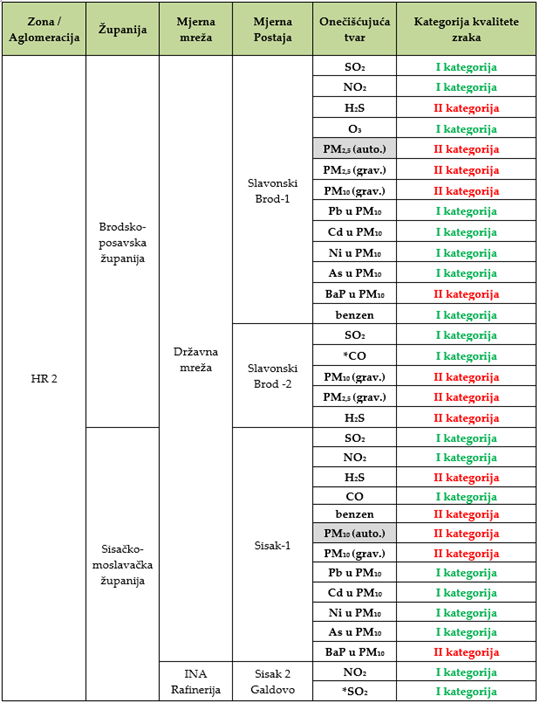 Zona / Aglomeracija | Županija | Mjerna mreža | Mjerna Postaja | Onečišćujuća tvar | Kategorija kvalitete zraka
HR 2 | Brodsko-posavska županija | Državna mreža | Slavonski Brod-1 | SO₂ | I kategorija
NO₂ | I kategorija
H₂S | II kategorija
O₃ | I kategorija
PM₂,₅ (auto.) | II kategorija
PM₂,₅ (grav.) | II kategorija
PM₁₀ (grav.) | II kategorija
Pb u PM₁₀ | I kategorija
Cd u PM₁₀ | I kategorija
Ni u PM₁₀ | I kategorija
As u PM₁₀ | I kategorija
BaP u PM₁₀ | II kategorija
benzen | I kategorija
Slavonski Brod -2 | SO₂ | I kategorija
*CO | I kategorija
PM₁₀ (grav.) | II kategorija
PM₂,₅ (grav.) | II kategorija
H₂S | II kategorija
Sisačko-moslavačka županija | Sisak-1 | SO₂ | I kategorija
NO₂ | I kategorija
H₂S | II kategorija
CO | I kategorija
benzen | II kategorija
PM₁₀ (auto.) | II kategorija
PM₁₀ (grav.) | II kategorija
Pb u PM₁₀ | I kategorija
Cd u PM₁₀ | I kategorija
Ni u PM₁₀ | I kategorija
As u PM₁₀ | I kategorija
BaP u PM₁₀ | II kategorija
INA Rafinerija | Sisak 2 Galdovo | NO₂ | I kategorija
*SO₂ | I kategorija